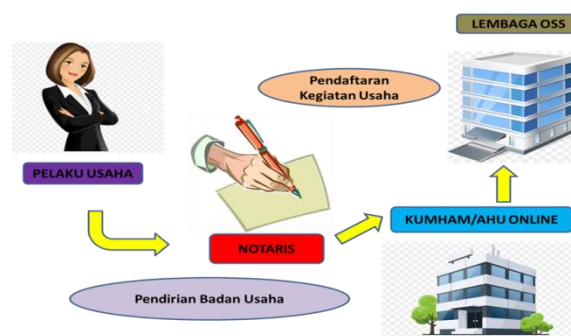 LEMBAGA OSS
Pendaftaran
Kegiatan Usaha
PELAKU USAHA
KUMHAM/AHU ONLINE
NOTARIS
Pendirian Badan Usaha